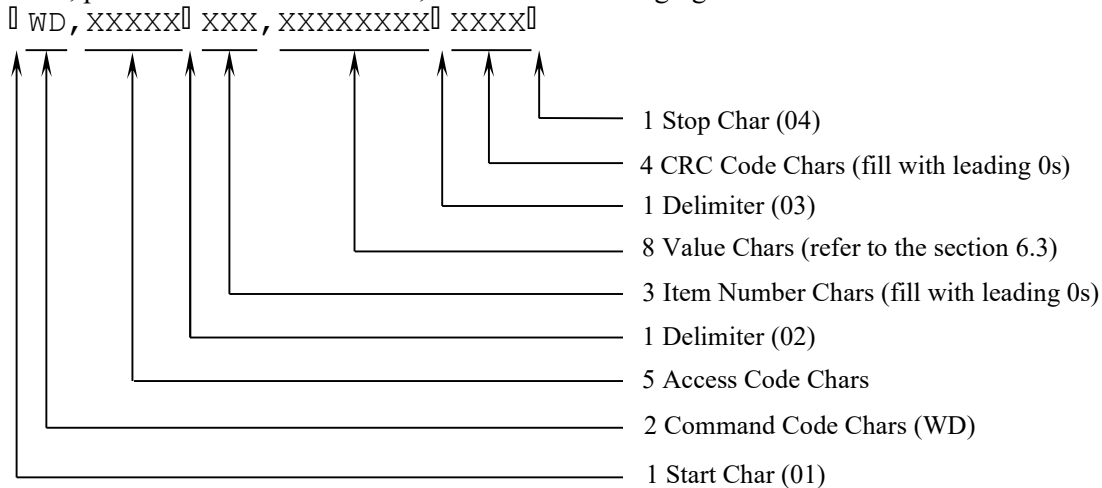 ▯WD,XXXXX▯XXX,XXXXXXXX▯XXXX▯
1 Stop Char (04)
4 CRC Code Chars (fill with leading 0s)
1 Delimiter (03)
8 Value Chars (refer to the section 6.3)
3 Item Number Chars (fill with leading 0s)
1 Delimiter (02)
5 Access Code Chars
2 Command Code Chars (WD)
1 Start Char (01)